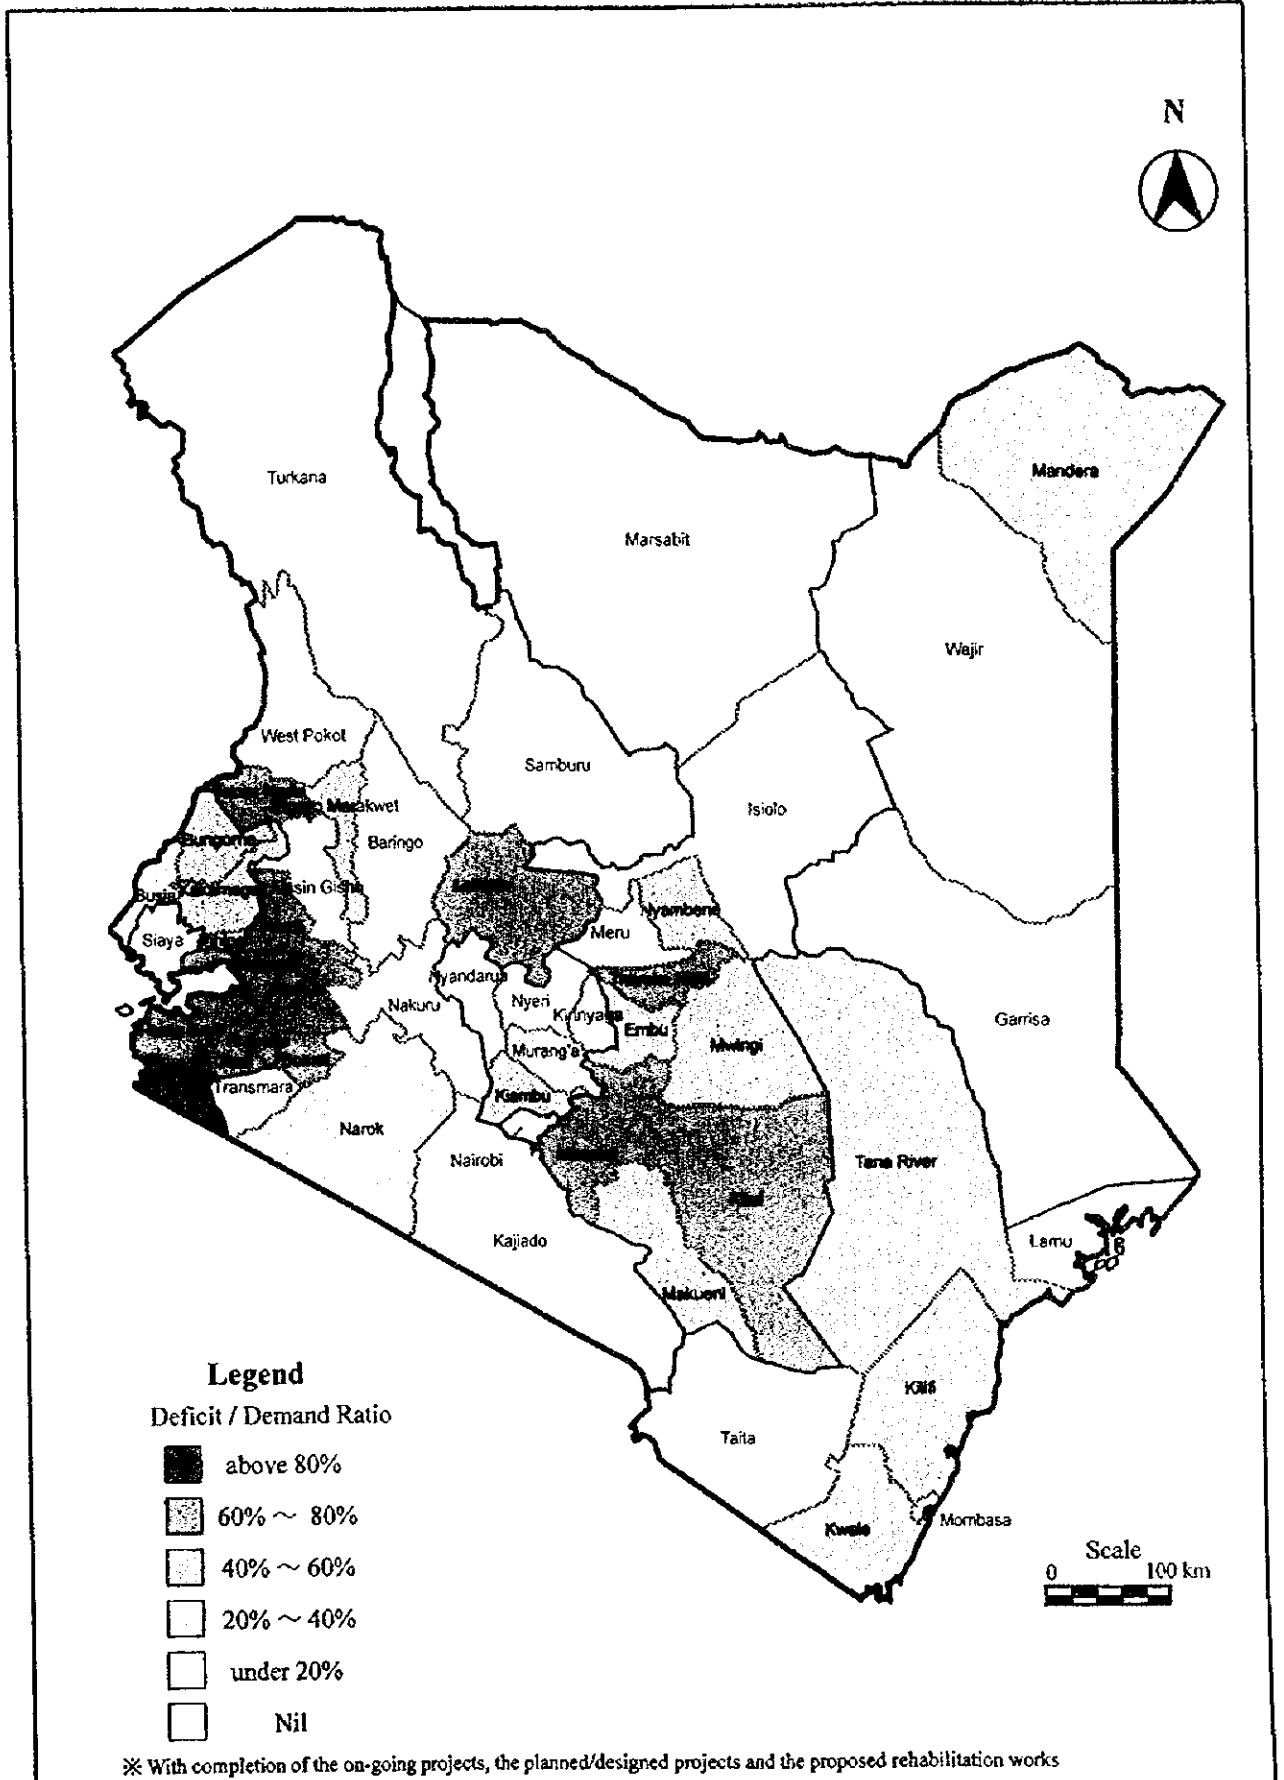 N
Turkana
Mandera
Marsabit
Wajir
West Pokot
Samburu
Isiolo
Marakwet
Baringo
Bungoma
Busia
Nyambene
Siaya
Meru
Nyandarua
Nakuru
Nyeri
Kirinyaga
Garrisa
Embu
Murang'a
Mwingi
Transmara
Kiambu
Narok
Nairobi
Tana River
Kajiado
Lamu
Makueni
Kilifi
Taita
Kwale
Mombasa
Legend
Deficit / Demand Ratio
above 80%
60% ~ 80%
40% ~ 60%
20% ~ 40%
under 20%
Nil
Scale
0 100 km
※ With completion of the on-going projects, the planned/designed projects and the proposed rehabilitation works